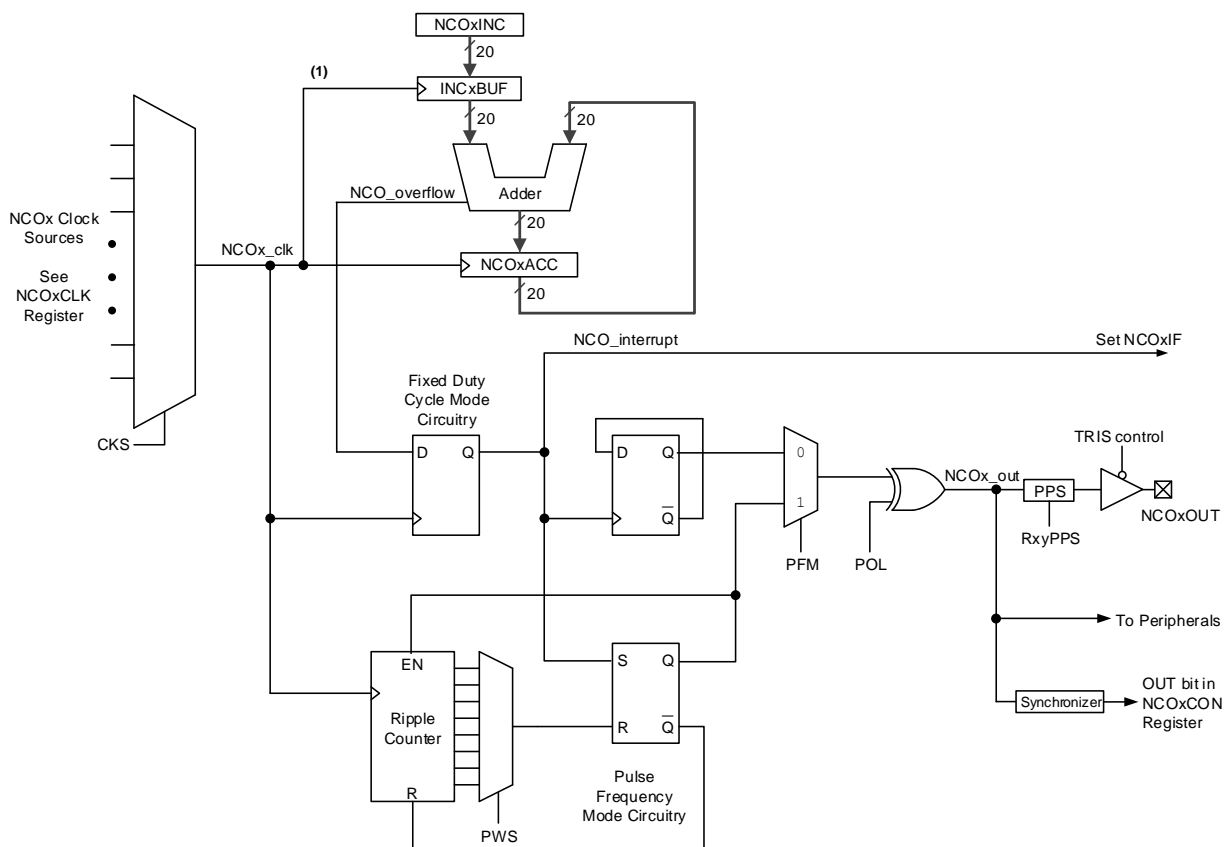 NCOxINC
20
(1)
INCxBUF
20
20
Adder
NCO_overflow
20
NCOx Clock
Sources
See
NCOxCLK
Register
NCOx_clk
NCOxACC
20
NCO_interrupt
Set NCOxIF
Fixed Duty
Cycle Mode
Circuitry
CKS
D
Q
D
Q
Q
0
1
PFM
POL
NCOx_out
TRIS control
PPS
RxyPPS
NCOxOUT
To Peripherals
EN
Ripple
Counter
R
PWS
S
Q
R
Q
Pulse
Frequency
Mode Circuitry
Synchronizer
OUT bit in
NCOxCON
Register